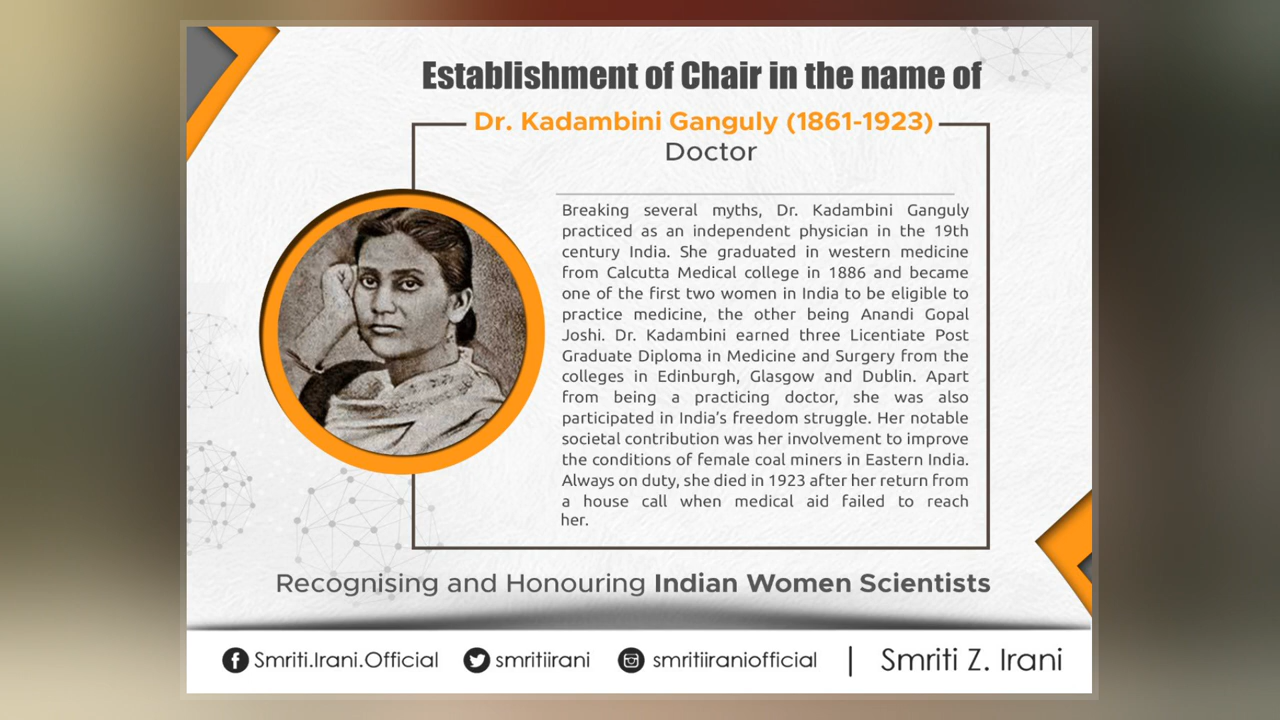 Establishment of Chair in the name of
Dr. Kadambini Ganguly (1861-1923)
Doctor
Breaking several myths, Dr. Kadambini Ganguly
practiced as an independent physician in the 19th
century India. She graduated in western medicine
from Calcutta Medical college in 1886 and became
one of the first two women in India to be eligible to
practice medicine, the other being Anandi Gopal
Joshi. Dr. Kadambini earned three Licentiate Post
Graduate Diploma in Medicine and Surgery from the
colleges in Edinburgh, Glasgow and Dublin. Apart
from being a practicing doctor, she was also
participated in India's freedom struggle. Her notable
societal contribution was her involvement to improve
the conditions of female coal miners in Eastern India.
Always on duty, she died in 1923 after her return from
a house call when medical aid failed to reach
her.
Recognising and Honouring Indian Women Scientists
Smriti.Irani.Official smritiirani smritiiraniofficial | Smriti Z. Irani